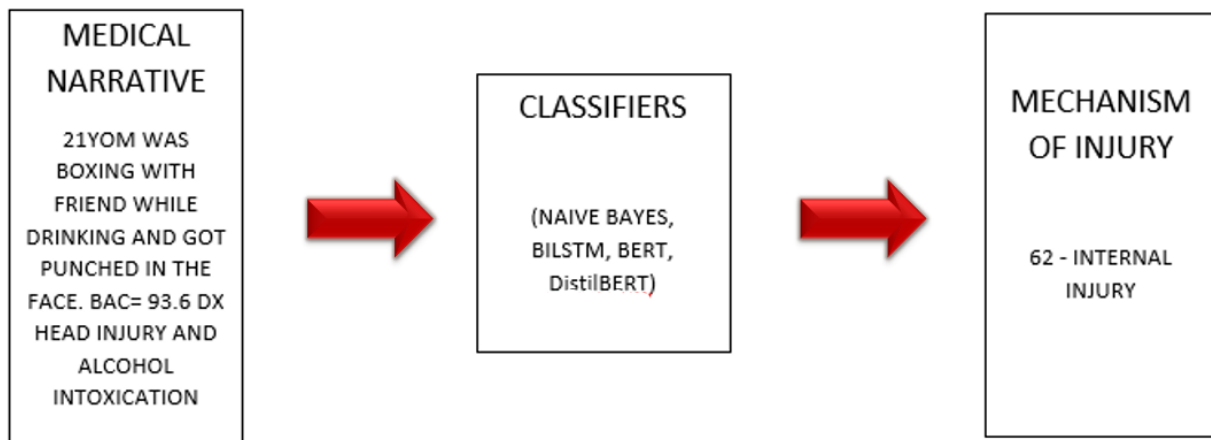 MEDICAL
NARRATIVE
21YOM WAS
BOXING WITH
FRIEND WHILE
DRINKING AND GOT
PUNCHED IN THE
FACE. BAC= 93.6 DX
HEAD INJURY AND
ALCOHOL
INTOXICATION
CLASSIFIERS
(NAIVE BAYES,
BILSTM, BERT,
DistilBERT)
MECHANISM
OF INJURY
62 - INTERNAL
INJURY